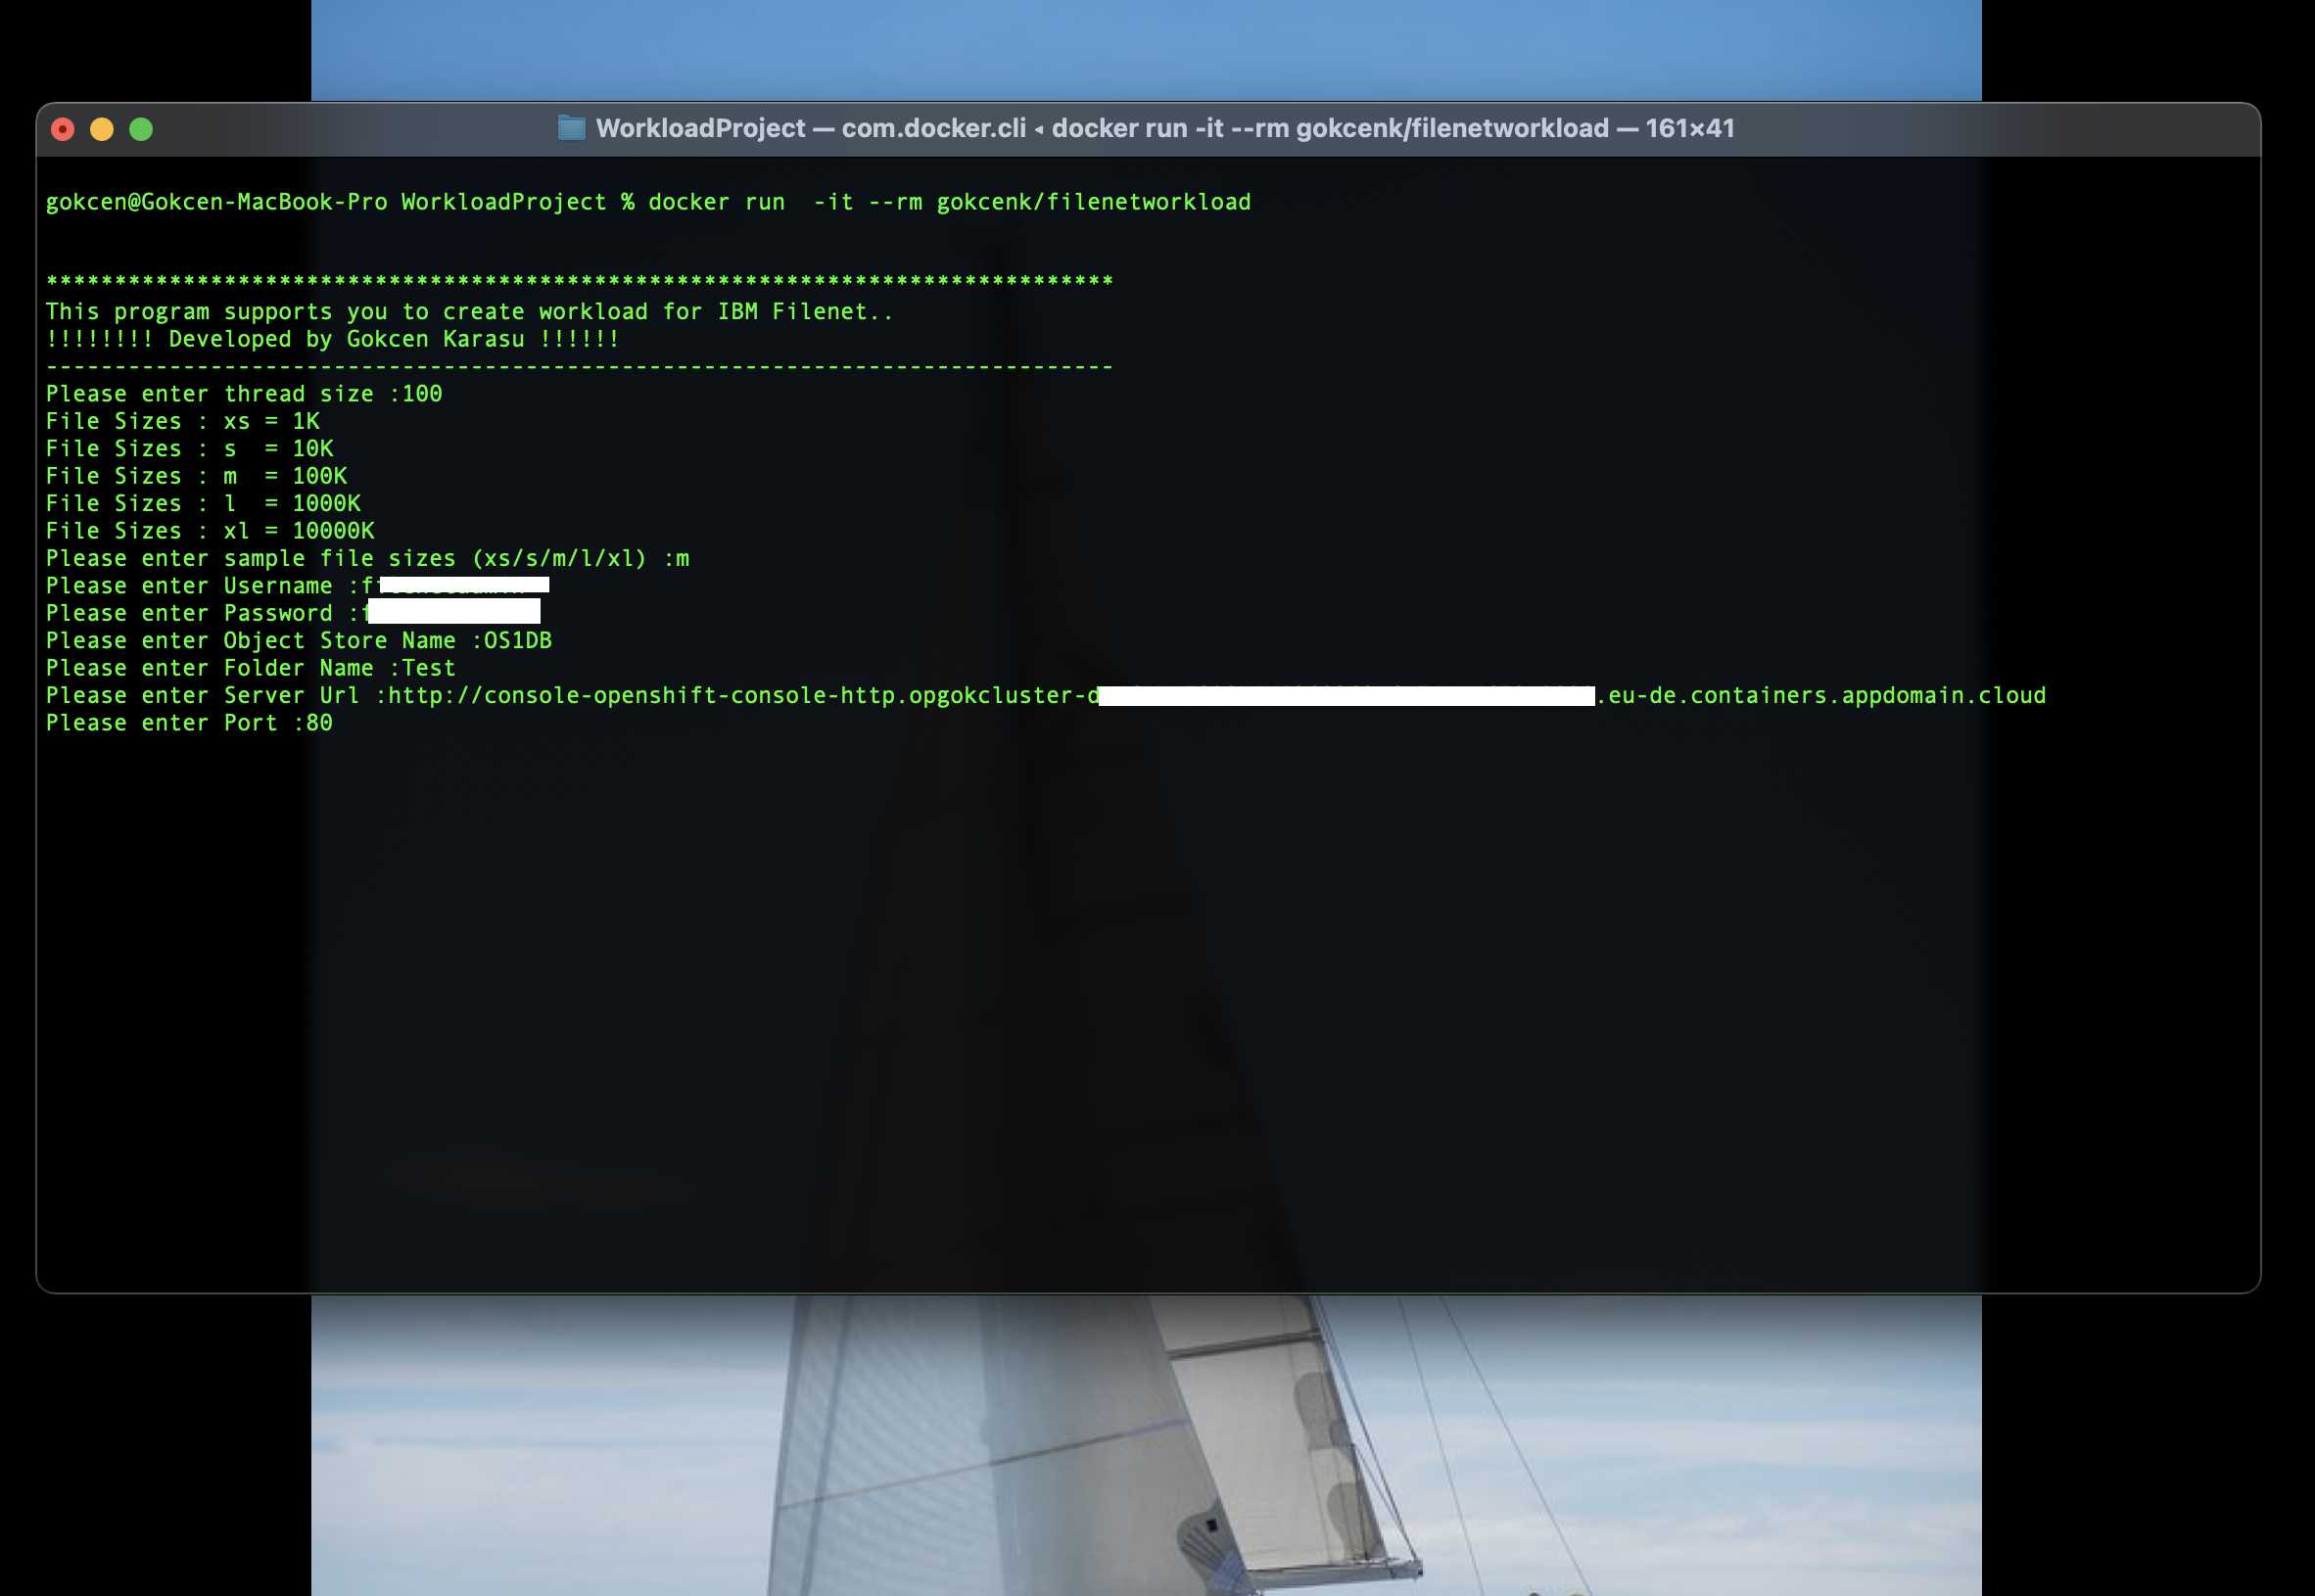 WorkloadProject — com.docker.cli ◂ docker run -it --rm gokcenk/filenetworkload — 161×41
gokcen@Gokcen-MacBook-Pro WorkloadProject % docker run  -it --rm gokcenk/filenetworkload
******************************************************************************
This program supports you to create workload for IBM Filenet..
!!!!!!!! Developed by Gokcen Karasu !!!!!!
------------------------------------------------------------------------------
Please enter thread size :100
File Sizes : xs = 1K
File Sizes : s  = 10K
File Sizes : m  = 100K
File Sizes : l  = 1000K
File Sizes : xl = 10000K
Please enter sample file sizes (xs/s/m/l/xl) :m
Please enter Username :
Please enter Password :
Please enter Object Store Name :OS1DB
Please enter Folder Name :Test
Please enter Server Url :http://console-openshift-console-http.opgokcluster-d .eu-de.containers.appdomain.cloud
Please enter Port :80